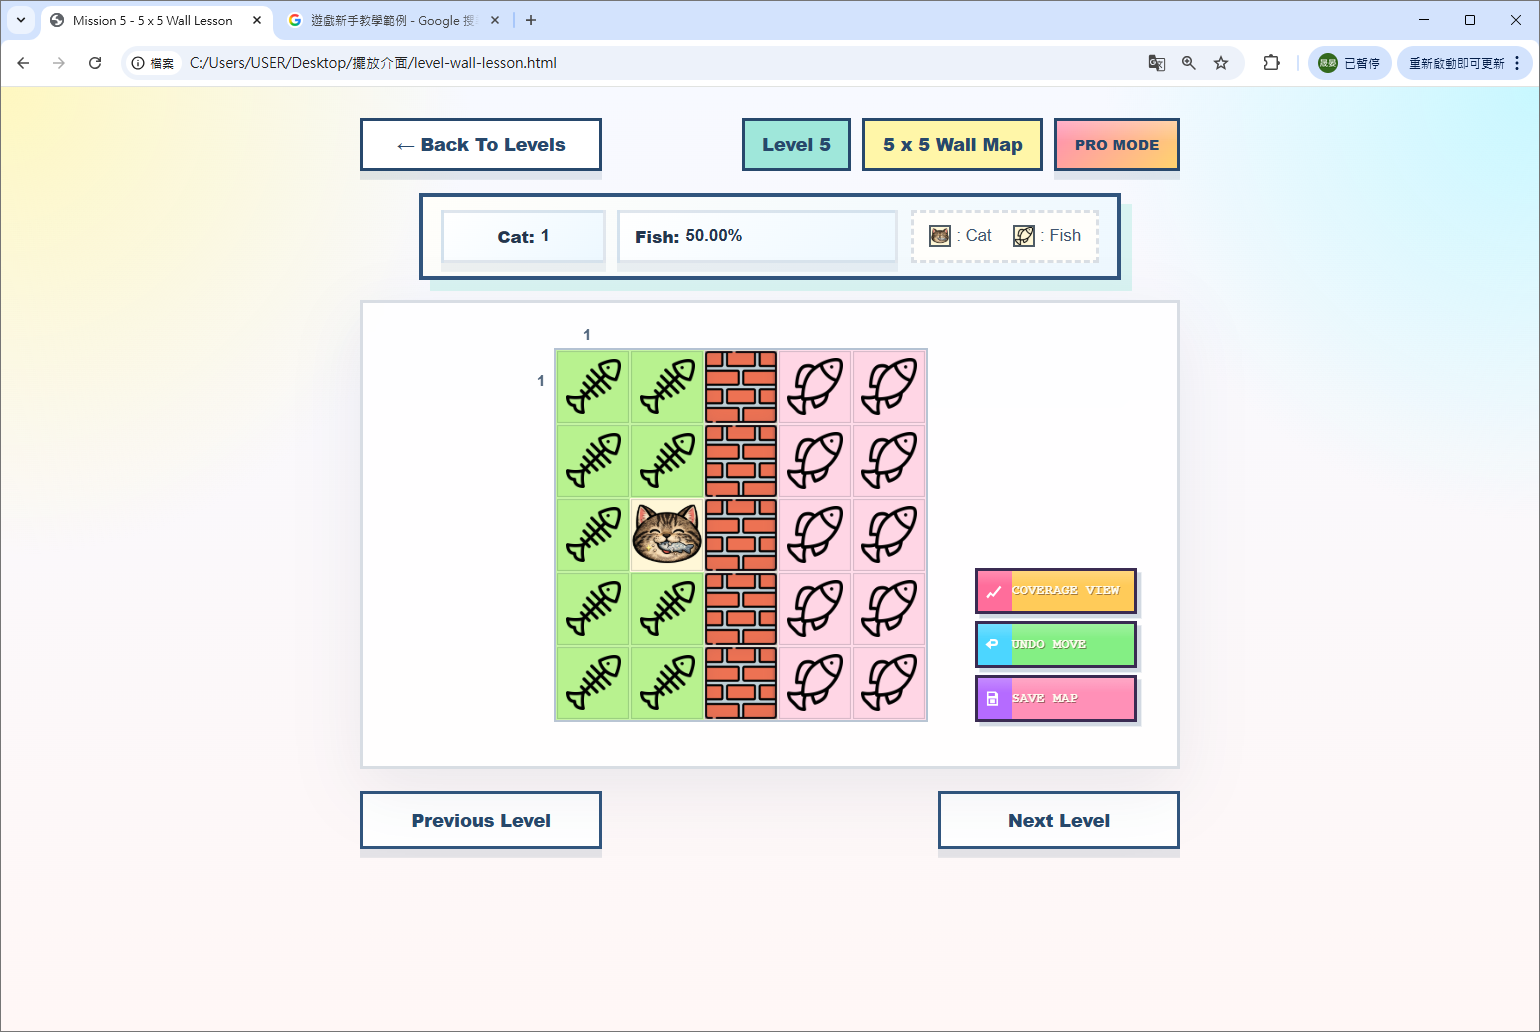 Mission 5 - 5 x 5 Wall Lesson
遊戲新手教學範例 - Google 搜
檔案
C:/Users/USER/Desktop/擺放介面/level-wall-lesson.html
已暫停
重新啟動即可更新
← Back To Levels
Level 5
5 x 5 Wall Map
PRO MODE
Cat: 1
Fish: 50.00%
: Cat
: Fish
1
1
COVERAGE VIEW
UNDO MOVE
SAVE MAP
Previous Level
Next Level